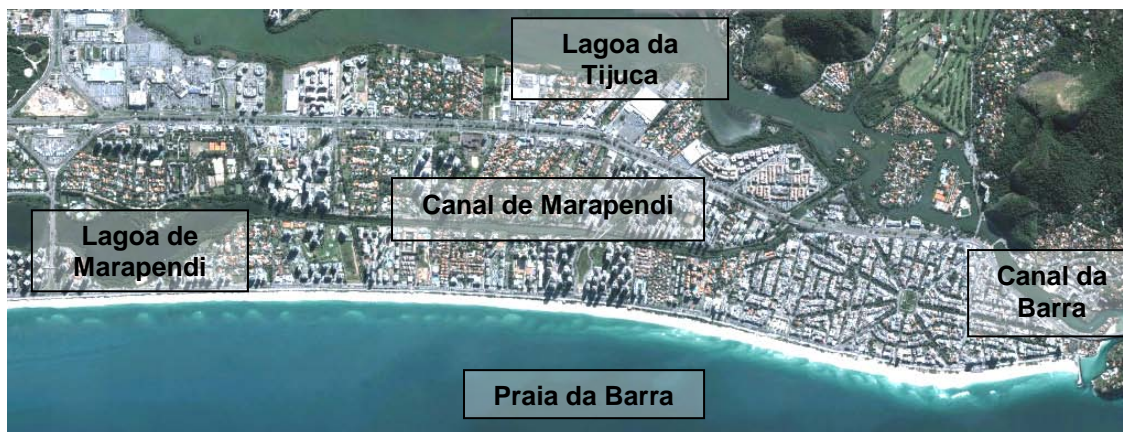 Lagoa da
Tijuca
Canal de Marapendi
Lagoa de
Marapendi
Canal da
Barra
Praia da Barra